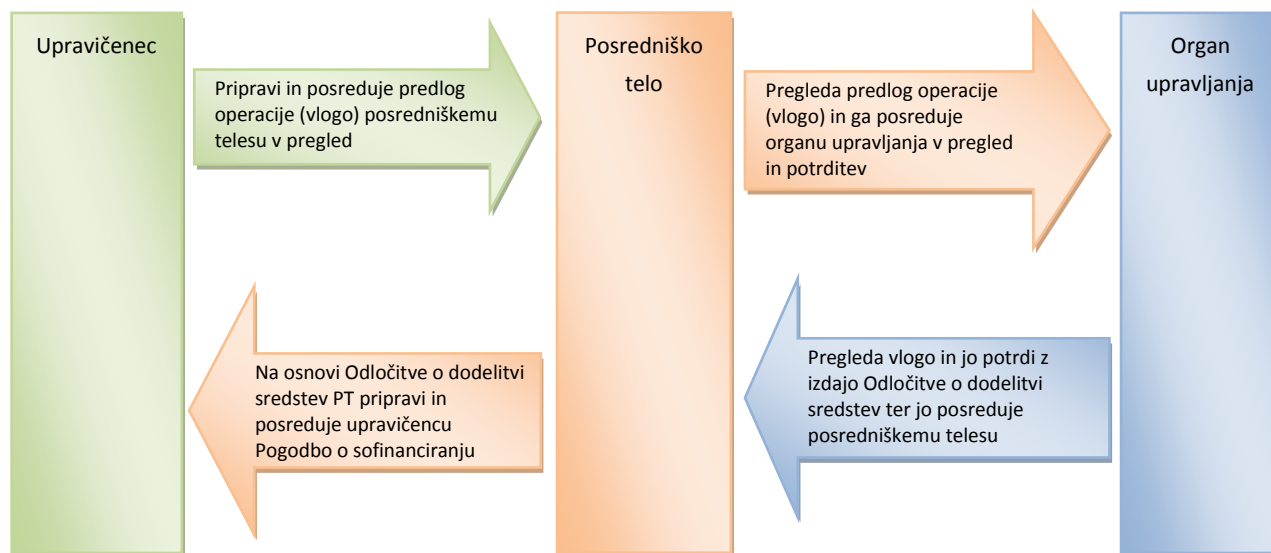 Upravičenec
Posredniško
telo
Organ
upravljanja
Pripravi in posreduje predlog
operacije (vlogo) posredniškemu
telesu v pregled
Pregleda predlog operacije
(vlogo) in ga posreduje
organu upravljanja v pregled
in potrditev
Na osnovi Odločitve o dodelitvi
sredstev PT pripravi in
posreduje upravičencu
Pogodbo o sofinanciranju
Pregleda vlogo in jo potrdi z
izdajo Odločitve o dodelitvi
sredstev ter jo posreduje
posredniškemu telesu